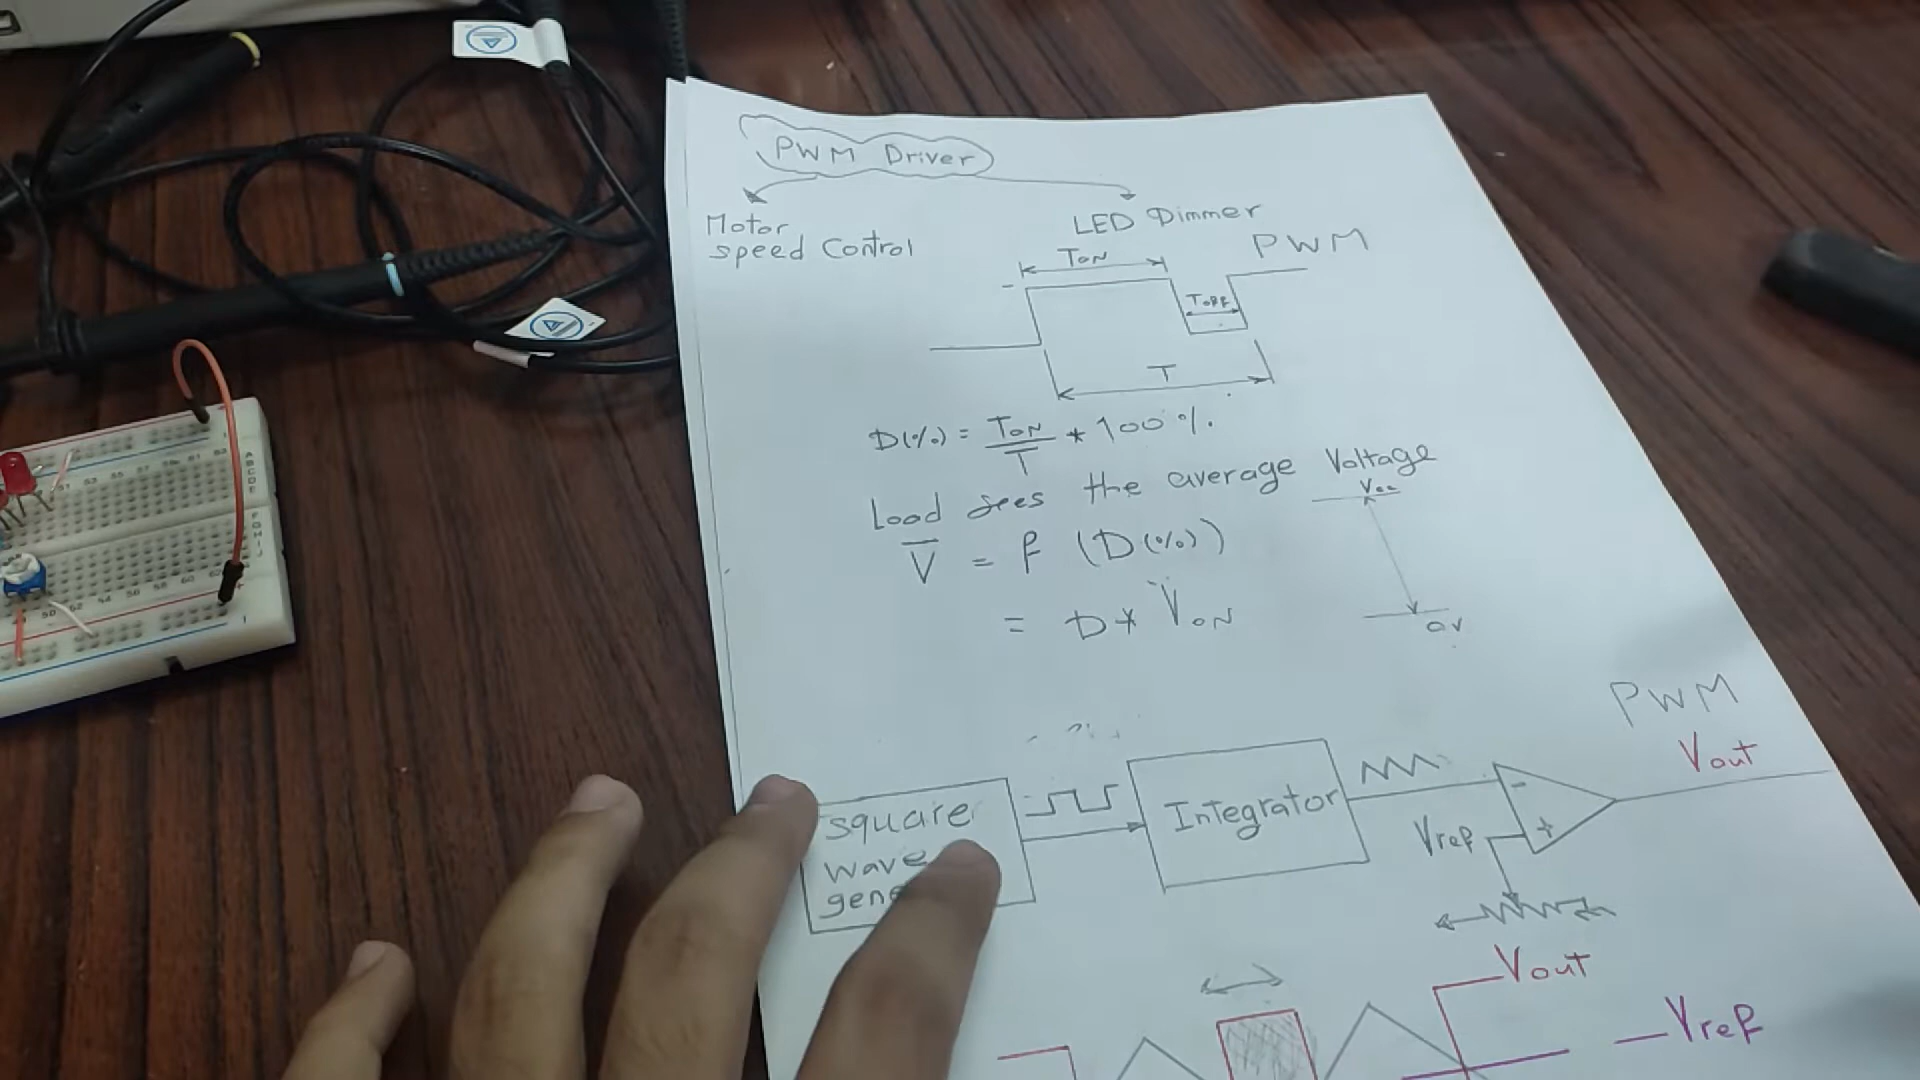 PWM Driver
Motor
speed Control
LED Dimmer
PWM
TON
TOFF
T
D(%) = TON / T * 100 %.
Load sees the average Voltage
Vcc
V = f (D(%))
= D * VON
0V
PWM
Vout
square
wave
gene
Integrator
-
+
Vref
Vout
Vref